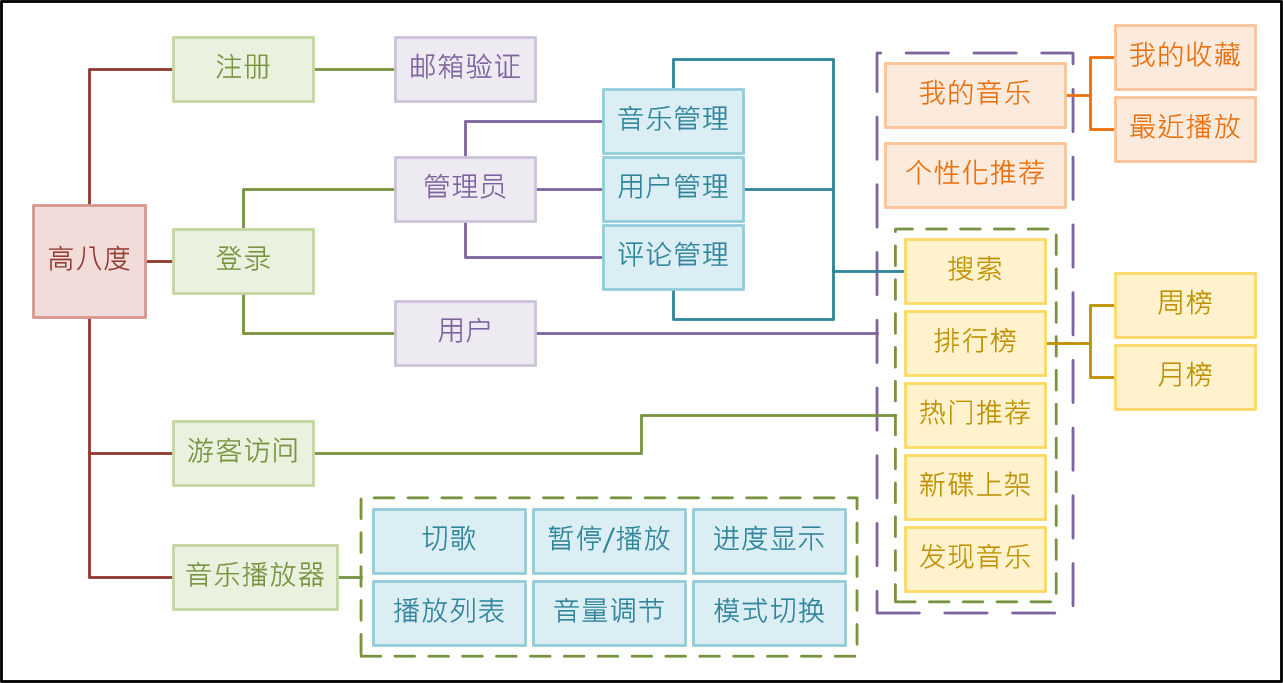 高八度
注册
邮箱验证
登录
管理员
音乐管理
用户管理
评论管理
用户
游客访问
音乐播放器
切歌
暂停/播放
进度显示
播放列表
音量调节
模式切换
我的音乐
我的收藏
最近播放
个性化推荐
搜索
排行榜
周榜
月榜
热门推荐
新碟上架
发现音乐